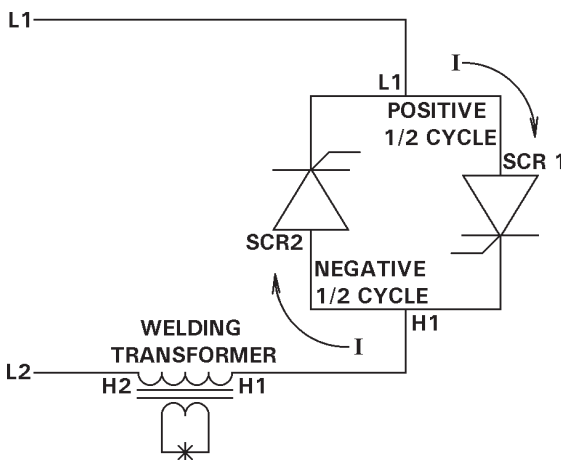 L1
I
L1
POSITIVE
1/2 CYCLE
SCR 1
SCR2
NEGATIVE
1/2 CYCLE
H1
I
WELDING
TRANSFORMER
L2
H2
H1